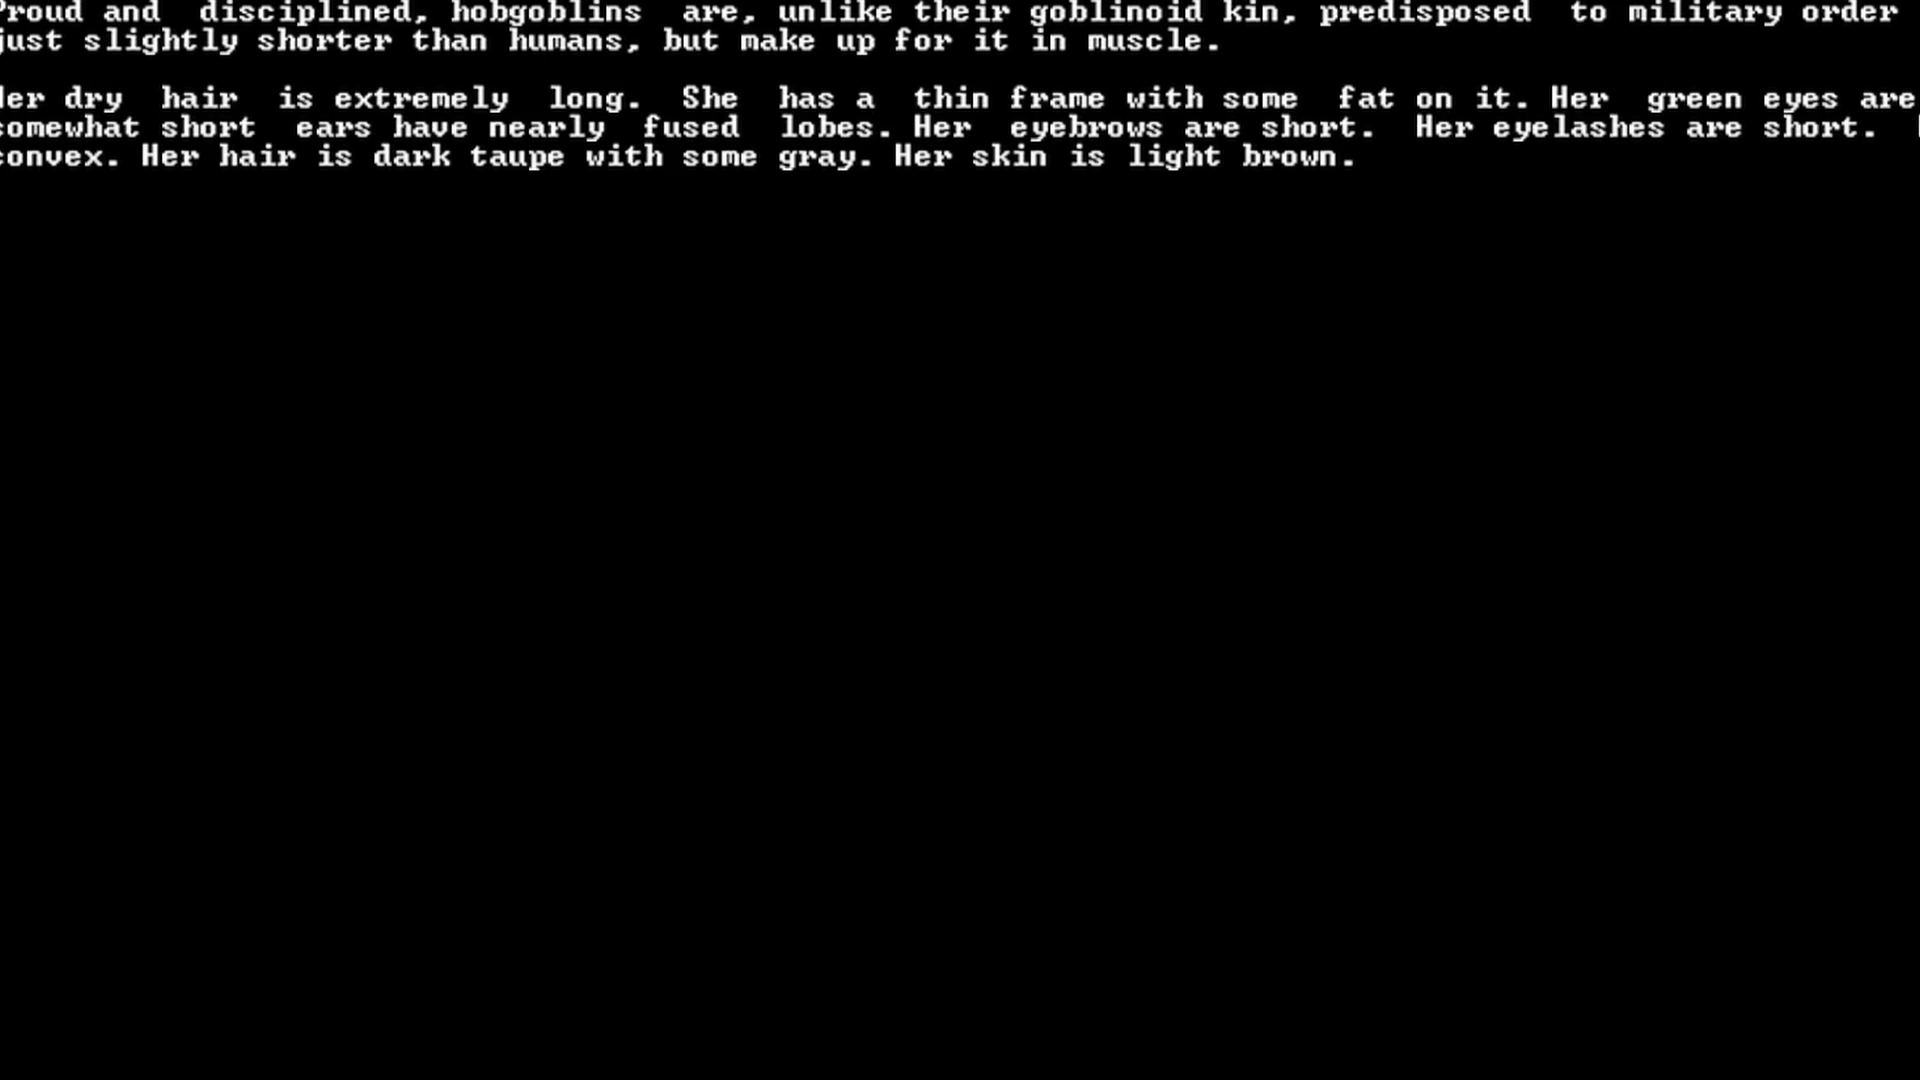 Proud and disciplined, hobgoblins are, unlike their goblinoid kin, predisposed to military order
just slightly shorter than humans, but make up for it in muscle.
Her dry hair is extremely long. She has a thin frame with some fat on it. Her green eyes are
somewhat short ears have nearly fused lobes. Her eyebrows are short. Her eyelashes are short.
convex. Her hair is dark taupe with some gray. Her skin is light brown.